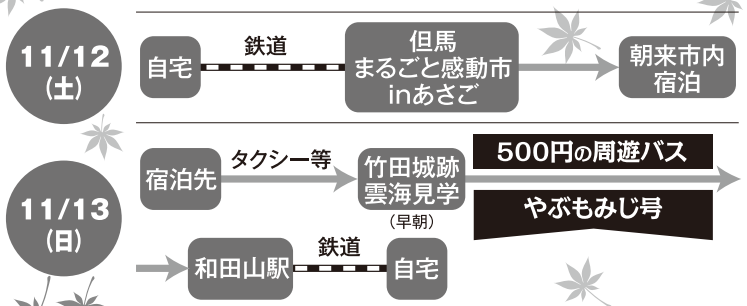 11/12
(土)
自宅
鉄道
但馬
まるごと感動市
inあさご
朝来市内
宿泊
11/13
(日)
宿泊先
タクシー等
竹田城跡
雲海見学
(早朝)
500円の周遊バス
やぶもみじ号
和田山駅
鉄道
自宅